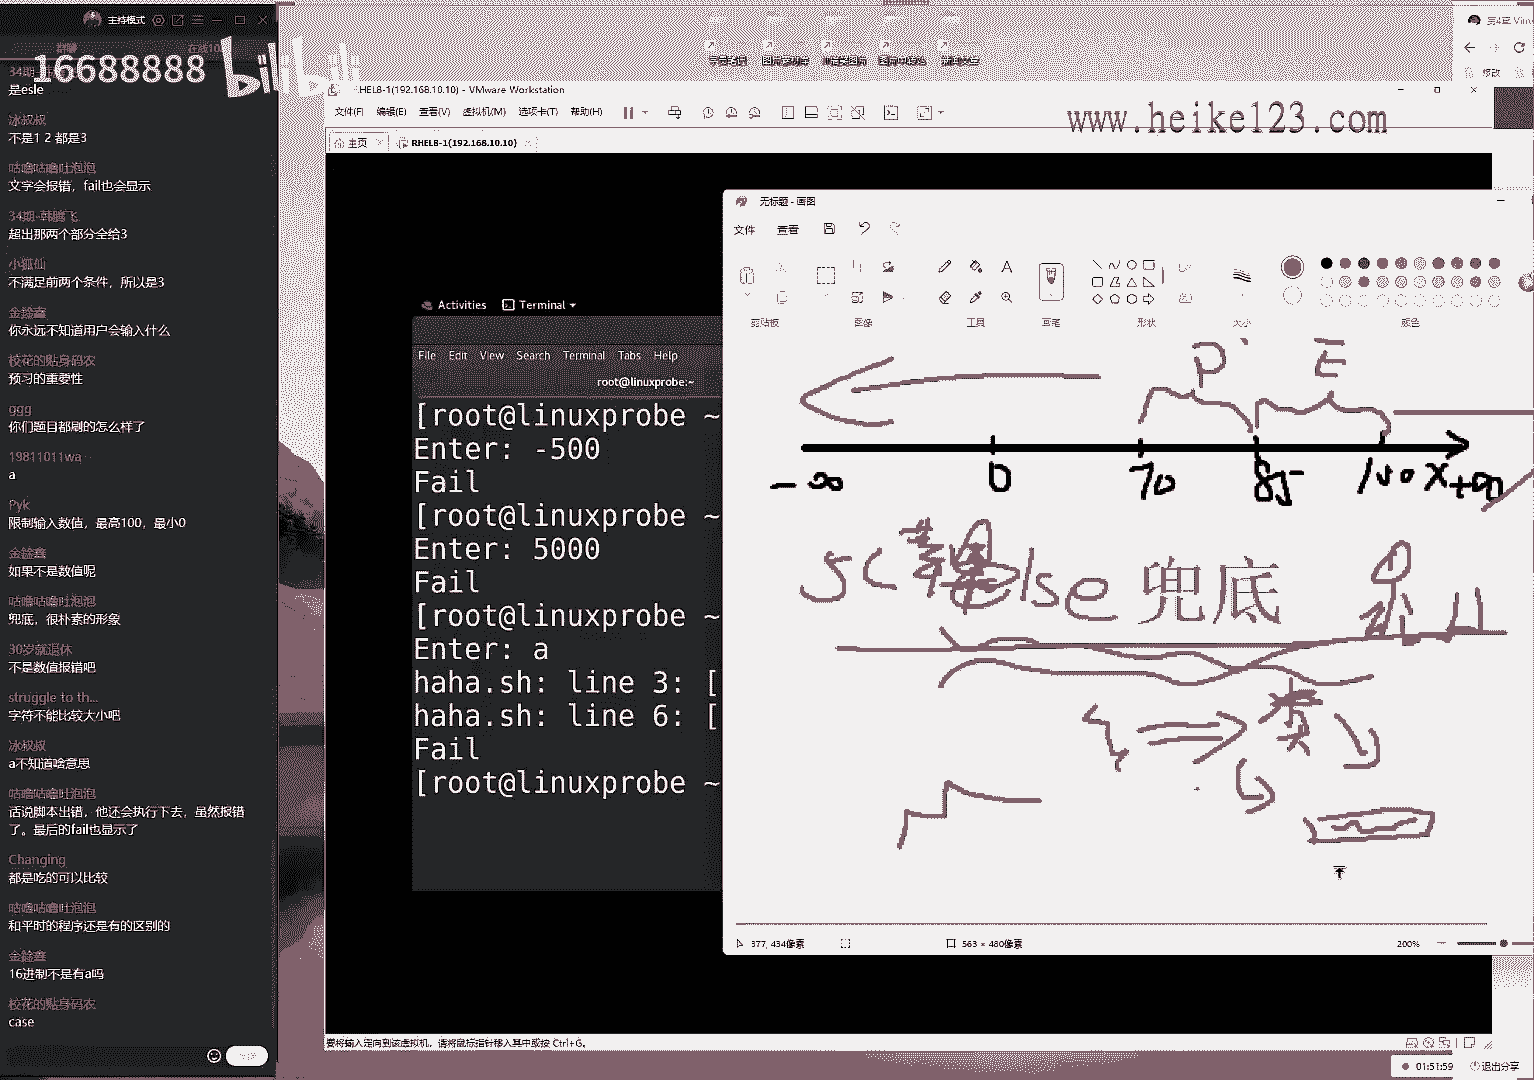 主持模式
群聊
在线10
16688888 bilibili
34期
是esle
冰叔叔
不是1 2 都是3
咕噜咕噜吐泡泡
文字会报错，fail也会显示
34期-韩腾飞
超出那两个部分全给3
小狐仙
不满足前两个条件，所以是3
你永远不知道用户会输入什么
校花的贴身码农
预习的重要性
ggg
你们题目都刷的怎么样了
19811011wa…
a
Pyk
限制输入数值，最高100，最小0
如果不是数值呢
咕噜咕噜吐泡泡
兜底，很朴素的形象
30岁就退休
不是数值报错吧
struggle to th...
字符不能比较大小吧
冰叔叔
a不知道啥意思
咕噜咕噜吐泡泡
话说脚本出错，他还会执行下去，虽然报错
了。最后的fail也显示了
Changing
都是吃的可以比较
咕噜咕噜吐泡泡
和平时的程序还是有的区别的
16进制不是有a吗
校花的贴身码农
case
RHEL8-1(192.168.10.10) - VMware Workstation
文件(F) 编辑(E) 查看(V) 虚拟机(M) 选项卡(T) 帮助(H)
www.heike123.com
主页 RHEL8-1(192.168.10.10)
Activities Terminal
File Edit View Search Terminal Tabs Help
root@linuxprobe:~
[root@linuxprobe ~
Enter: -500
Fail
[root@linuxprobe ~
Enter: 5000
Fail
[root@linuxprobe ~
Enter: a
haha.sh: line 3: [
haha.sh: line 6: [
Fail
[root@linuxprobe ~
无标题 - 画图
文件 查看
剪贴板 图像 工具 画笔 形状 大小 颜色
P E
-∞ 0 70 85 100 X +∞
else 兜底
类
377, 434像素 563 × 480像素 200%
要将输入定向到该虚拟机，请将鼠标指针移入其中或按 Ctrl+G。
01:51:59 退出分享
第4章 Vim
修改